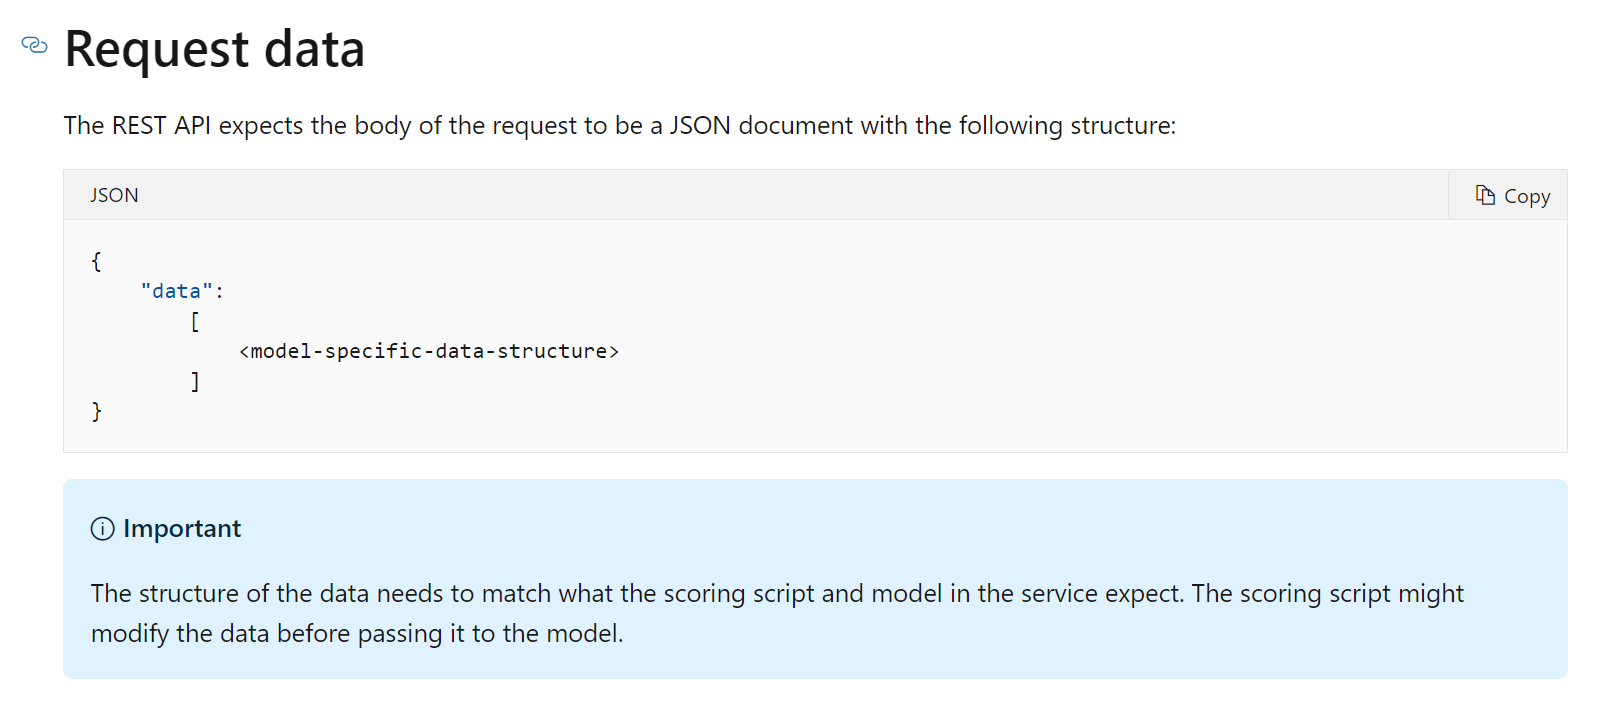 Request data
The REST API expects the body of the request to be a JSON document with the following structure:
JSON
Copy
{
"data":
[
<model-specific-data-structure>
]
}
Important
The structure of the data needs to match what the scoring script and model in the service expect. The scoring script might
modify the data before passing it to the model.